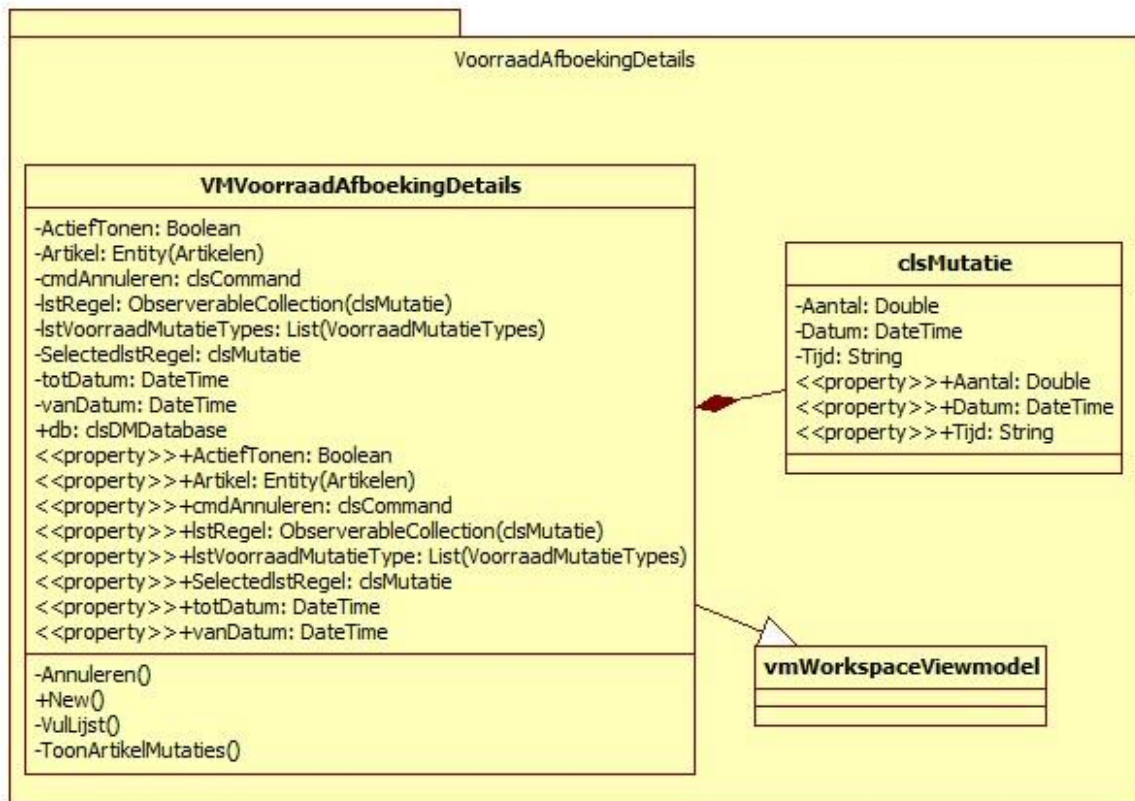 VoorraadAfboekingDetails
VMVoorraadAfboekingDetails
-ActiefTonen: Boolean
-Artikel: Entity(Artikelen)
-cmdAnnuleren: clsCommand
-lstRegel: ObserverableCollection(clsMutatie)
-lstVoorraadMutatieTypes: List(VoorraadMutatieTypes)
-SelectedlstRegel: clsMutatie
-totDatum: DateTime
-vanDatum: DateTime
+db: clsDMDatabase
<<property>>+ActiefTonen: Boolean
<<property>>+Artikel: Entity(Artikelen)
<<property>>+cmdAnnuleren: clsCommand
<<property>>+lstRegel: ObserverableCollection(clsMutatie)
<<property>>+lstVoorraadMutatieType: List(VoorraadMutatieTypes)
<<property>>+SelectedlstRegel: clsMutatie
<<property>>+totDatum: DateTime
<<property>>+vanDatum: DateTime
-Annuleren()
+New()
-VulLijst()
-ToonArtikelMutaties()
clsMutatie
-Aantal: Double
-Datum: DateTime
-Tijd: String
<<property>>+Aantal: Double
<<property>>+Datum: DateTime
<<property>>+Tijd: String
vmWorkspaceViewmodel